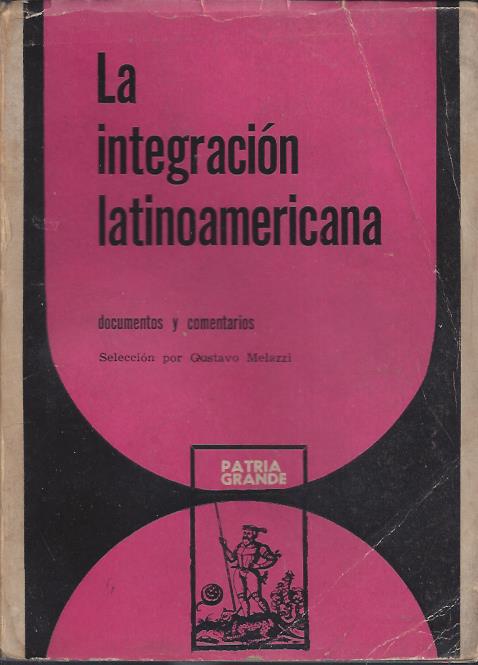 La
integración
latinoamericana
documentos y comentarios
Selección por Gustavo Melazzi
PATRIA
GRANDE